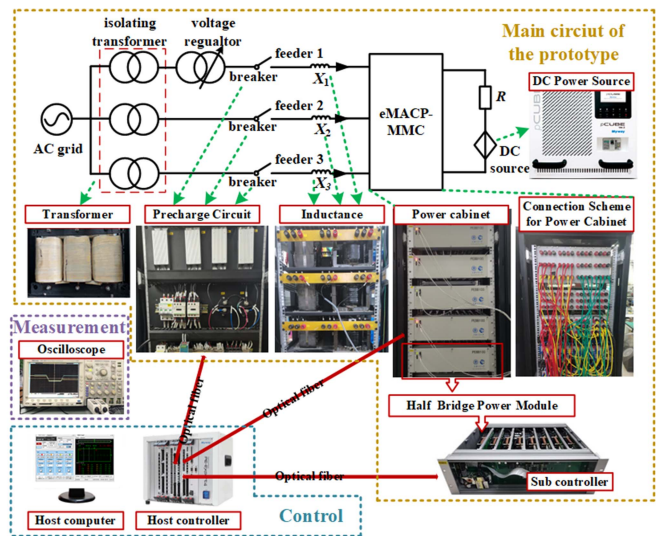 Main circiut of
the prototype
isolating
transformer
voltage
regualtor
feeder 1
breaker
X1
feeder 2
breaker
X2
feeder 3
breaker
X3
AC grid
eMACP-
MMC
R
DC
source
DC Power Source
Transformer
Precharge Circuit
Inductance
Power cabinet
Connection Scheme
for Power Cabinet
Measurement
Oscilloscope
Optical fiber
Optical fiber
Optical fiber
Half Bridge Power Module
Sub controller
Host computer
Host controller
Control